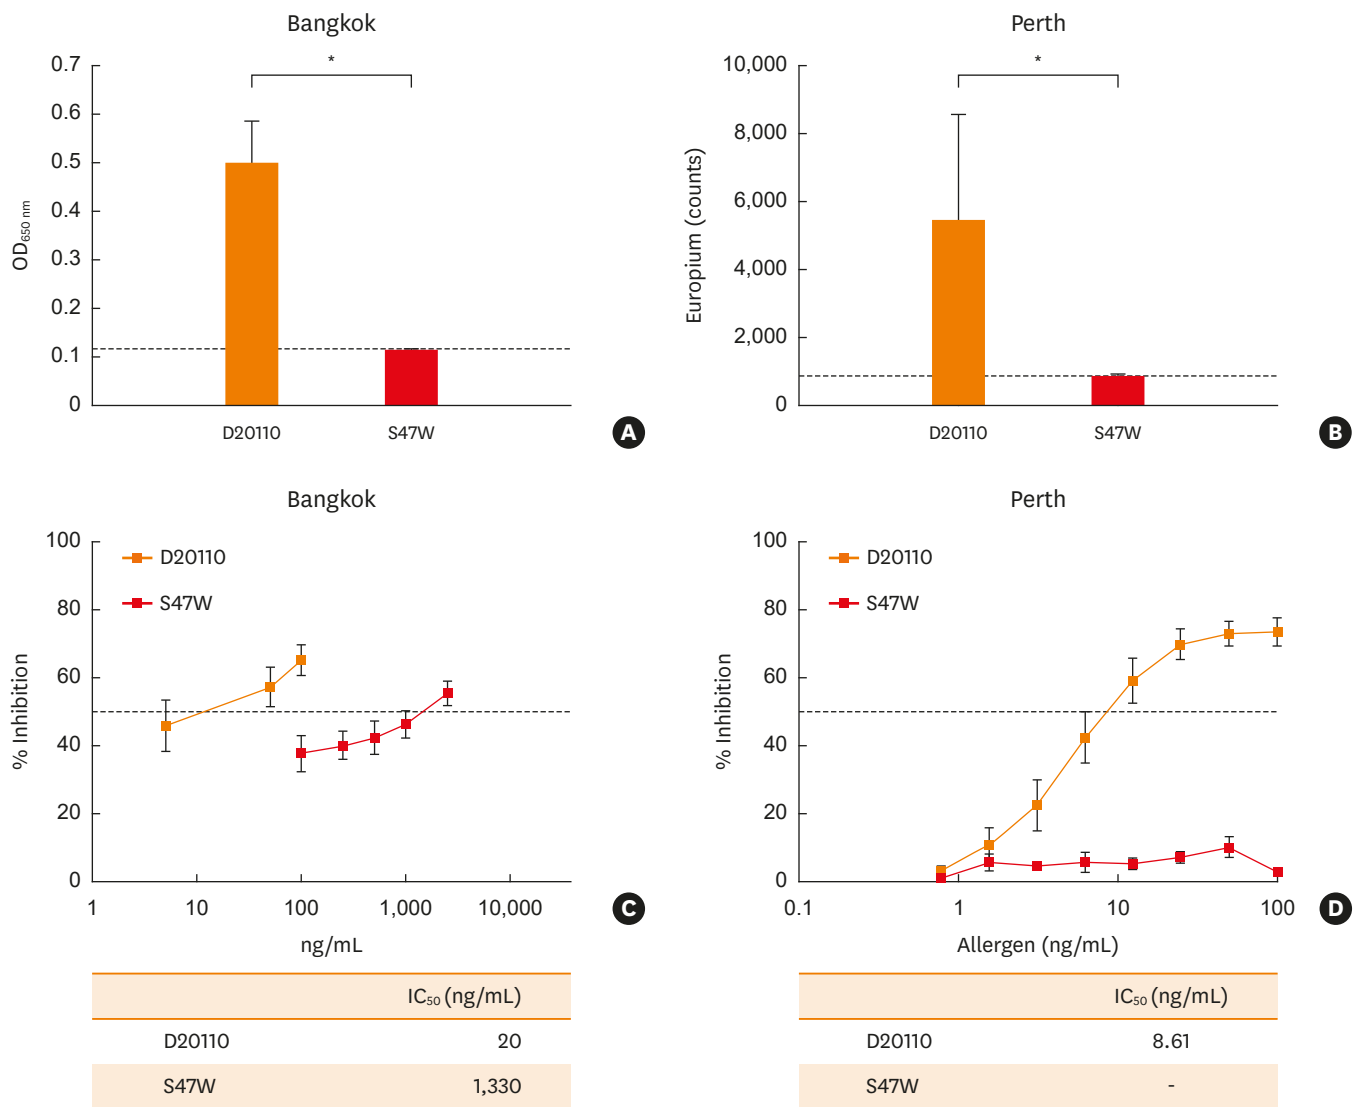 Bangkok
0.7
0.6
0.5
0.4
0.3
0.2
0.1
0
OD650 nm
*
D20110
S47W
A
Perth
10,000
8,000
6,000
4,000
2,000
0
Europium (counts)
*
D20110
S47W
B
Bangkok
100
80
60
40
20
0
% Inhibition
D20110
S47W
1 10 100 1,000 10,000
ng/mL
C
IC50 (ng/mL)
D20110 20
S47W 1,330
Perth
100
80
60
40
20
0
% Inhibition
D20110
S47W
0.1 1 10 100
Allergen (ng/mL)
D
IC50 (ng/mL)
D20110 8.61
S47W -